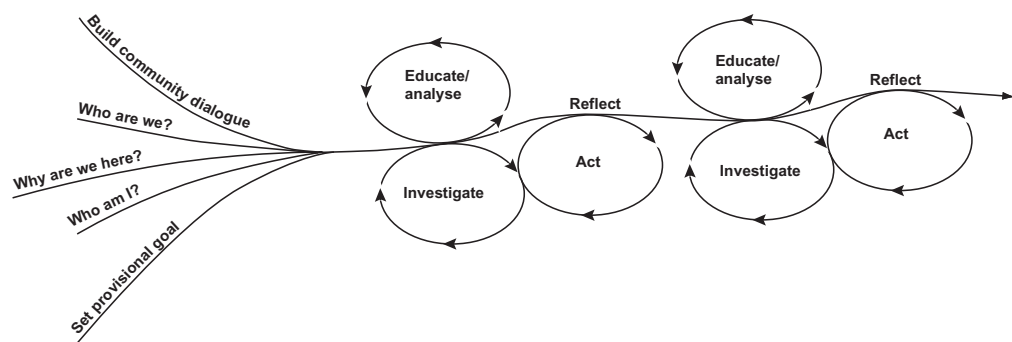 Build community dialogue
Who are we?
Why are we here?
Who am I?
Set provisional goal
Educate/
analyse
Investigate
Reflect
Act
Educate/
analyse
Investigate
Reflect
Act